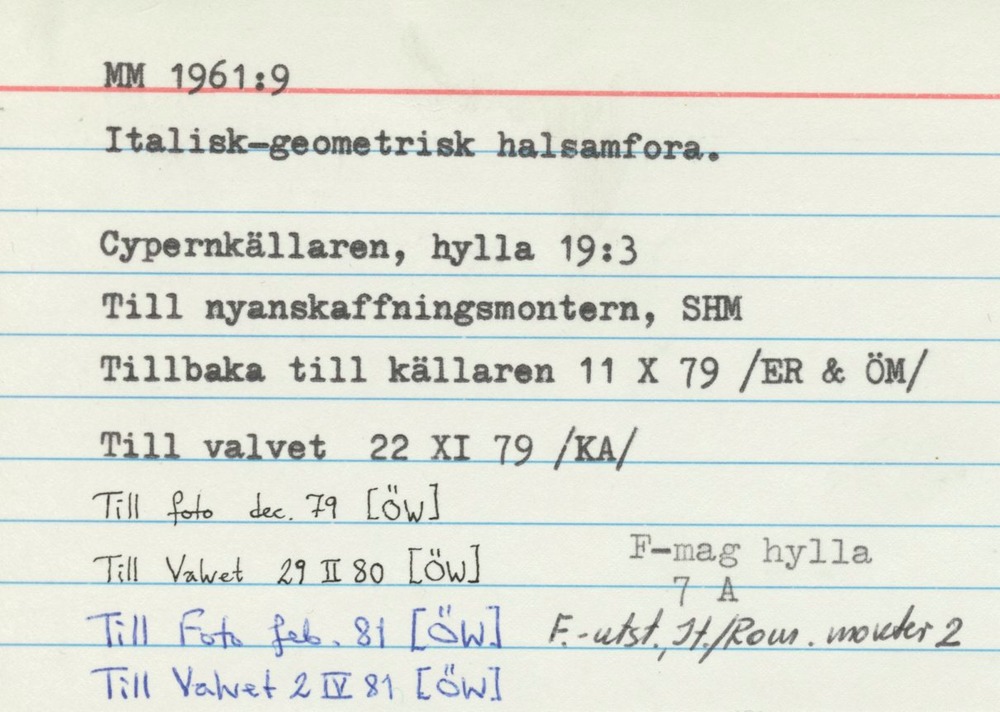 MM 1961:9
Italisk-geometrisk halsamfora.
Cypernkällaren, hylla 19:3
Till nyanskaffningsmontern, SHM
Tillbaka till källaren 11 X 79 /ER & ÖM/
Till valvet 22 XI 79 /KA/
Till foto dec. 79 [ÖW]
Till Valvet 29 II 80 [ÖW]
F-mag hylla
7 A
Till Foto feb. 81 [ÖW]
F.-utst., It./Rom. monter 2
Till Valvet 2 IV 81 [ÖW]